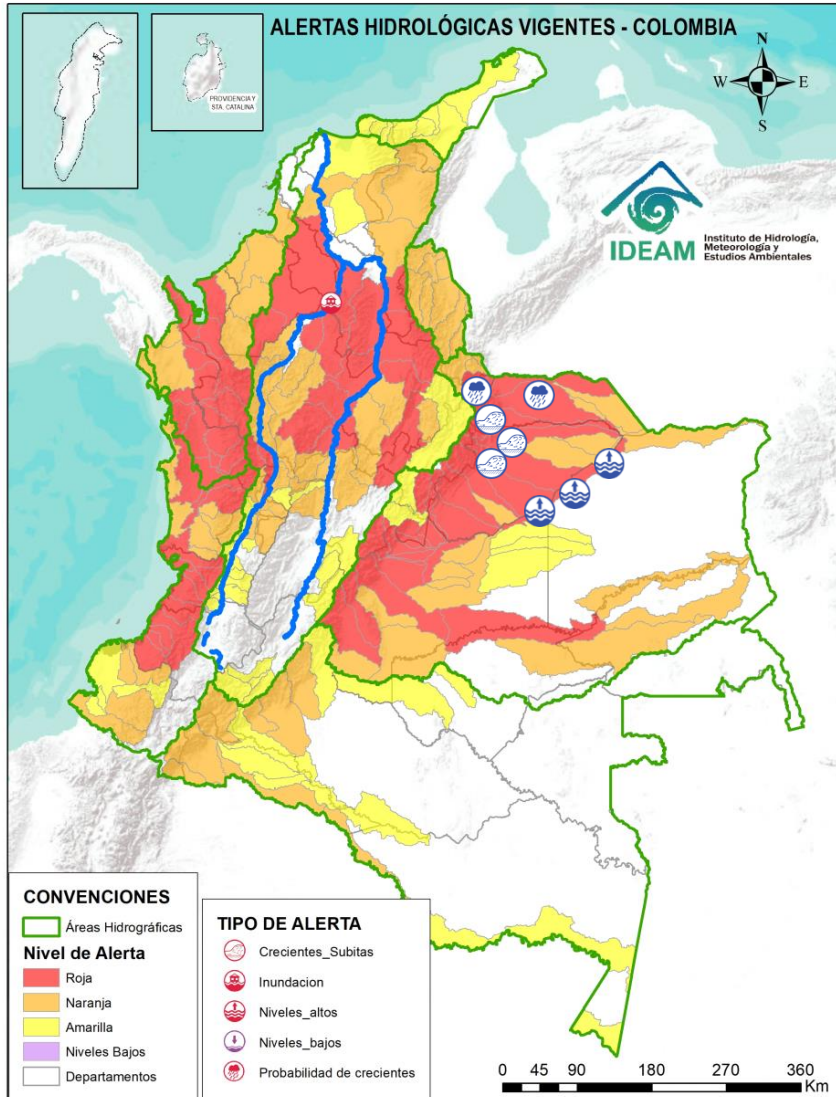 ALERTAS HIDROLÓGICAS VIGENTES - COLOMBIA
PROVIDENCIA Y
STA. CATALINA
N
W
E
S
IDEAM
Instituto de Hidrología,
Meteorología y
Estudios Ambientales
CONVENCIONES
Áreas Hidrográficas
Nivel de Alerta
Roja
Naranja
Amarilla
Niveles Bajos
Departamentos
TIPO DE ALERTA
Crecientes_Subitas
Inundacion
Niveles_altos
Niveles_bajos
Probabilidad de crecientes
0 45 90 180 270 360
Km